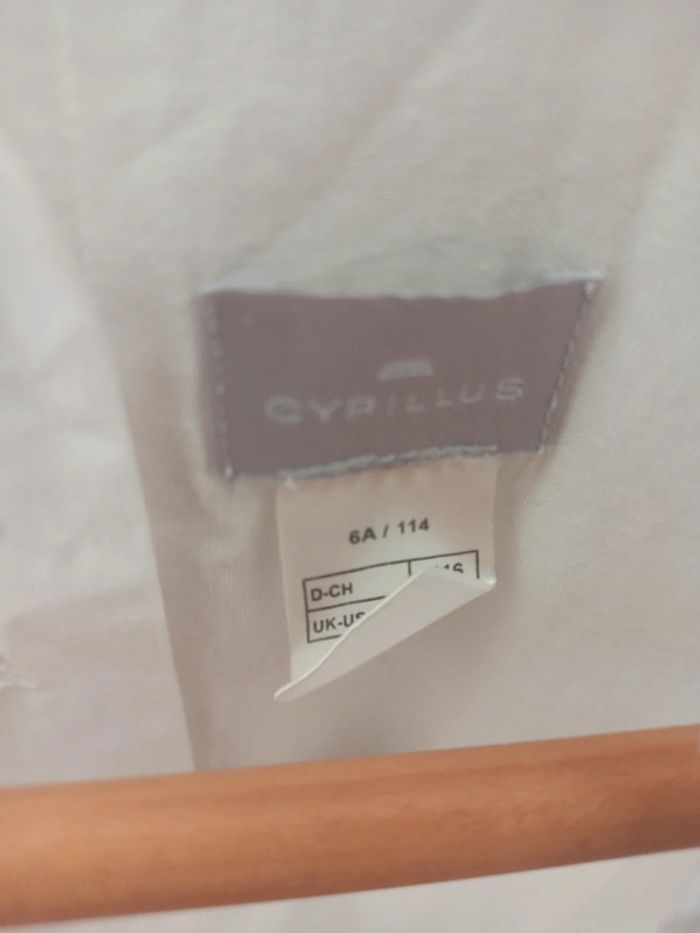 CYRILLUS
6A / 114
D-CH
UK-US